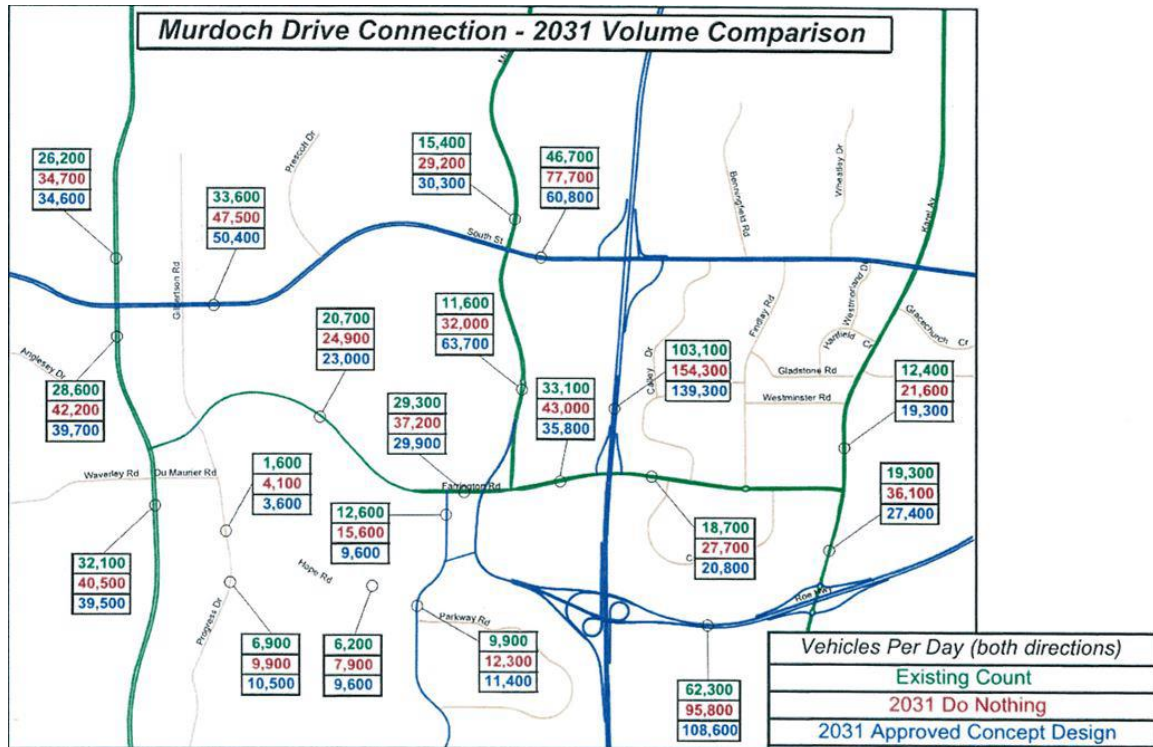 Murdoch Drive Connection - 2031 Volume Comparison
26,200
34,700
34,600
33,600
47,500
50,400
Prescott Dr
15,400
29,200
30,300
46,700
77,700
60,800
Benningfield Rd
Wheatley Dr
Karel Av
South St
Gilbertson Rd
Anglesey Dr
28,600
42,200
39,700
20,700
24,900
23,000
11,600
32,000
63,700
29,300
37,200
29,900
33,100
43,000
35,800
103,100
154,300
139,300
Calley Dr
Findlay Rd
Westmorland Dr
Hanfield Cr
Gracechurch Cr
Gladstone Rd
Westminster Rd
12,400
21,600
19,300
Waverley Rd
Du Maurier Rd
1,600
4,100
3,600
Farrington Rd
12,600
15,600
9,600
18,700
27,700
20,800
C
19,300
36,100
27,400
32,100
40,500
39,500
Hope Rd
Progress Dr
Parkway Rd
Roe Hwy
6,900
9,900
10,500
6,200
7,900
9,600
9,900
12,300
11,400
62,300
95,800
108,600
Vehicles Per Day (both directions)
Existing Count
2031 Do Nothing
2031 Approved Concept Design